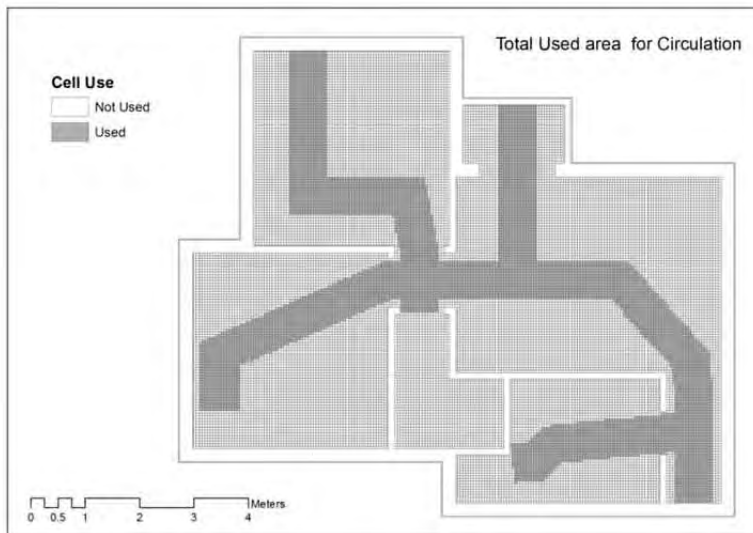 Total Used area for Circulation
Cell Use
Not Used
Used
Meters
0 0.5 1 2 3 4